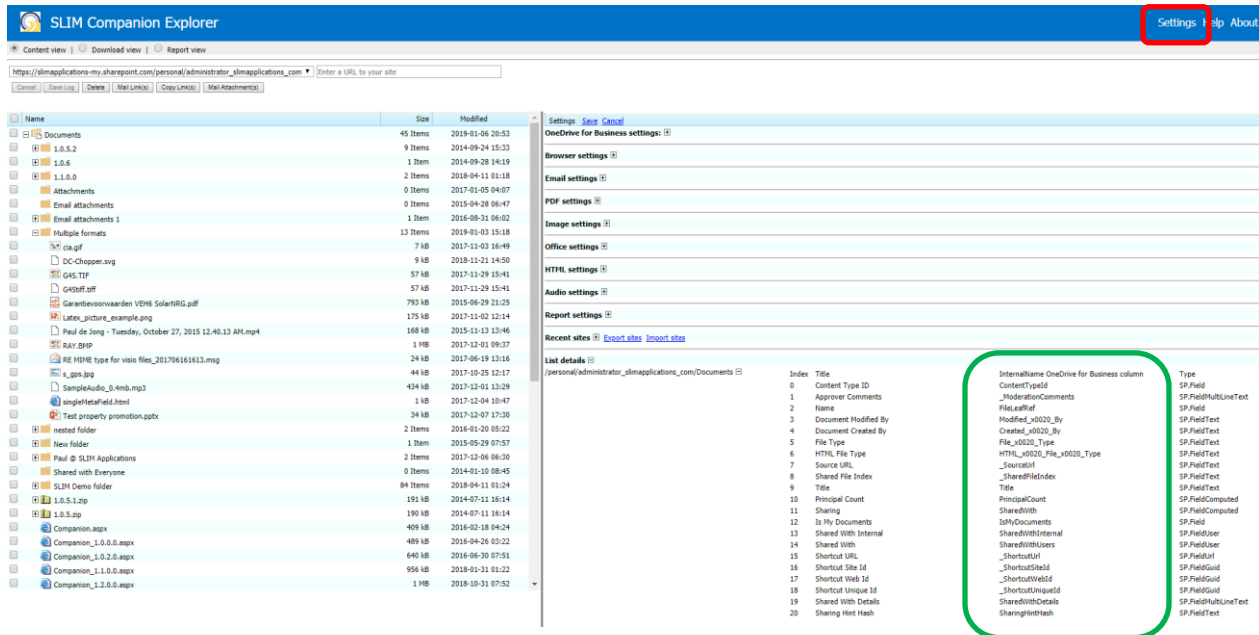 SLIM Companion Explorer
Settings Help About
Content view | Download view | Report view
https://slimapplications-my.sharepoint.com/personal/administrator_slimapplications_com Enter a URL to your site
Cancel Save Log Delete Mail Link(s) Copy Link(s) Mail Attachment(s)
Name Size Modified
Documents 45 Items 2019-01-06 20:53
1.0.5.2 9 Items 2014-09-24 15:33
1.0.6 1 Item 2014-09-28 14:19
1.1.0.0 2 Items 2018-04-11 01:18
Attachments 0 Items 2017-01-05 04:07
Email attachments 0 Items 2015-04-28 06:47
Email attachments 1 1 Item 2016-08-31 06:02
Multiple formats 13 Items 2019-01-03 15:18
cia.gif 7 kB 2017-11-03 16:49
DC-Chopper.svg 9 kB 2018-11-21 14:50
G4S.TIF 57 kB 2017-11-29 15:41
G4Stiff.tiff 57 kB 2017-11-29 15:41
Garantievoorwaarden VEH6 SolarNRG.pdf 793 kB 2015-06-29 21:25
Latex_picture_example.png 175 kB 2017-11-02 12:14
Paul de Jong - Tuesday, October 27, 2015 12.40.13 AM.mp4 168 kB 2015-11-13 13:46
RAY.BMP 1 MB 2017-12-01 09:37
RE MIME type for visio files_201706161613.msg 24 kB 2017-06-19 13:16
s_gps.jpg 44 kB 2017-10-25 12:17
SampleAudio_0.4mb.mp3 434 kB 2017-12-01 13:29
singleMetaField.html 1 kB 2017-12-04 10:47
Test property promotion.pptx 34 kB 2017-12-07 17:30
nested folder 2 Items 2016-01-20 05:22
New folder 1 Item 2015-05-29 07:57
Paul @ SLIM Applications 2 Items 2017-12-06 06:30
Shared with Everyone 0 Items 2014-01-10 08:45
SLIM Demo folder 84 Items 2018-04-11 01:24
1.0.5.1.zip 191 kB 2014-07-11 16:14
1.0.5.zip 190 kB 2014-07-11 16:14
Companion.aspx 409 kB 2016-02-18 04:24
Companion_1.0.0.0.aspx 489 kB 2016-04-26 03:22
Companion_1.0.2.0.aspx 640 kB 2016-06-30 07:51
Companion_1.1.0.0.aspx 956 kB 2018-01-31 01:22
Companion_1.2.0.0.aspx 1 MB 2018-10-31 07:52
Settings Save Cancel
OneDrive for Business settings:
Browser settings
Email settings
PDF settings
Image settings
Office settings
HTML settings
Audio settings
Report settings
Recent sites Export sites Import sites
List details
/personal/administrator_slimapplications_com/Documents
Index Title InternalName OneDrive for Business column Type
0 Content Type ID ContentTypeId SP.Field
1 Approver Comments _ModerationComments SP.FieldMultiLineText
2 Name FileLeafRef SP.Field
3 Document Modified By Modified_x0020_By SP.FieldText
4 Document Created By Created_x0020_By SP.FieldText
5 File Type File_x0020_Type SP.FieldText
6 HTML File Type HTML_x0020_File_x0020_Type SP.FieldText
7 Source URL _SourceUrl SP.FieldText
8 Shared File Index _SharedFileIndex SP.FieldText
9 Title Title SP.FieldText
10 Principal Count PrincipalCount SP.FieldComputed
11 Sharing SharedWith SP.FieldComputed
12 Is My Documents IsMyDocuments SP.Field
13 Shared With Internal SharedWithInternal SP.FieldUser
14 Shared With SharedWithUsers SP.FieldUser
15 Shortcut URL _ShortcutUrl SP.FieldUrl
16 Shortcut Site Id _ShortcutSiteId SP.FieldGuid
17 Shortcut Web Id _ShortcutWebId SP.FieldGuid
18 Shortcut Unique Id _ShortcutUniqueId SP.FieldGuid
19 Shared With Details SharedWithDetails SP.FieldMultiLineText
20 Sharing Hint Hash SharingHintHash SP.FieldText